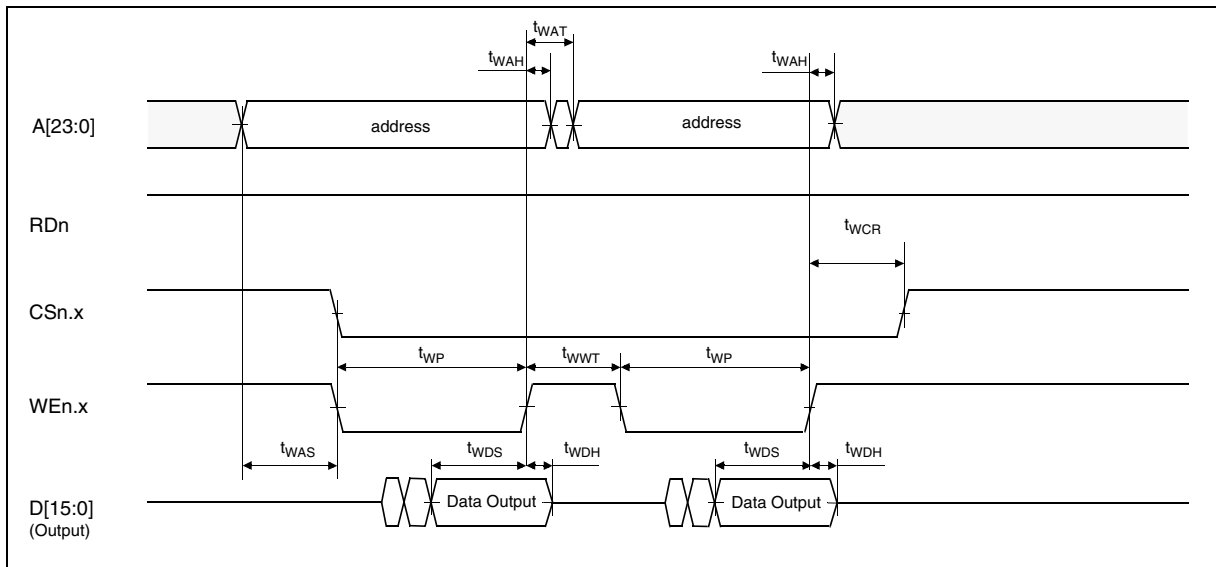 tWAT
tWAH
tWAH
A[23:0]
address
address
RDn
tWCR
CSn.x
tWP
tWWT
tWP
WEn.x
tWAS
tWDS
tWDH
tWDS
tWDH
D[15:0]
(Output)
Data Output
Data Output